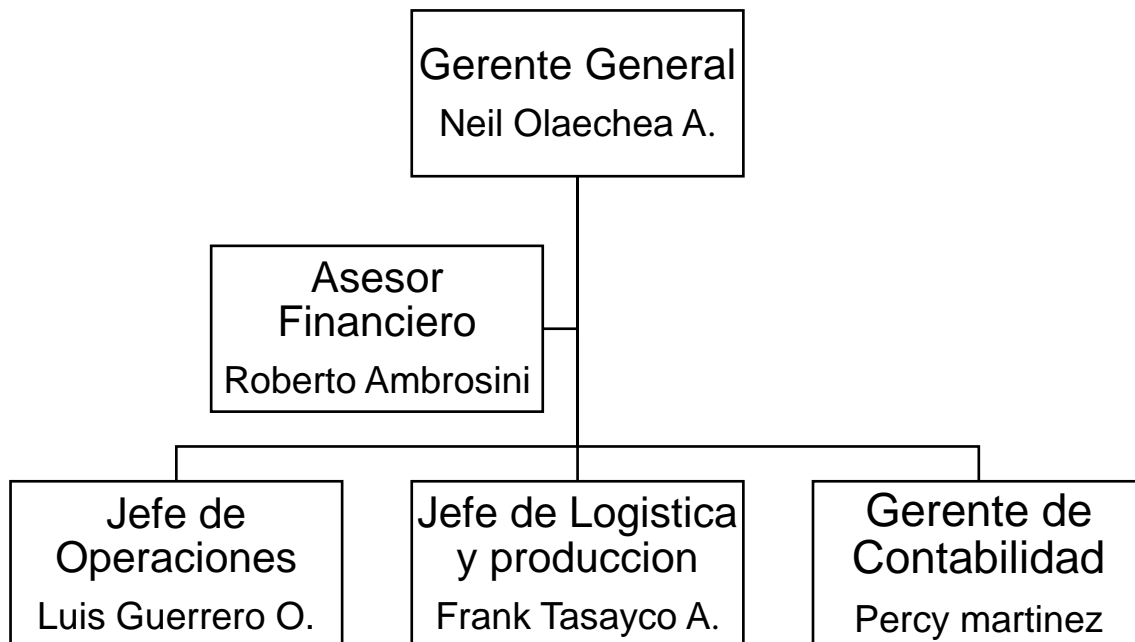 Gerente General
Neil Olaechea A.
Asesor
Financiero
Roberto Ambrosini
Jefe de
Operaciones
Luis Guerrero O.
Jefe de Logistica
y produccion
Frank Tasayco A.
Gerente de
Contabilidad
Percy martinez